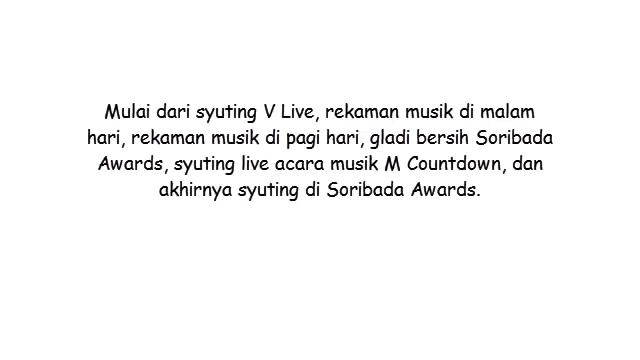 Mulai dari syuting V Live, rekaman musik di malam
hari, rekaman musik di pagi hari, gladi bersih Soribada
Awards, syuting live acara musik M Countdown, dan
akhirnya syuting di Soribada Awards.